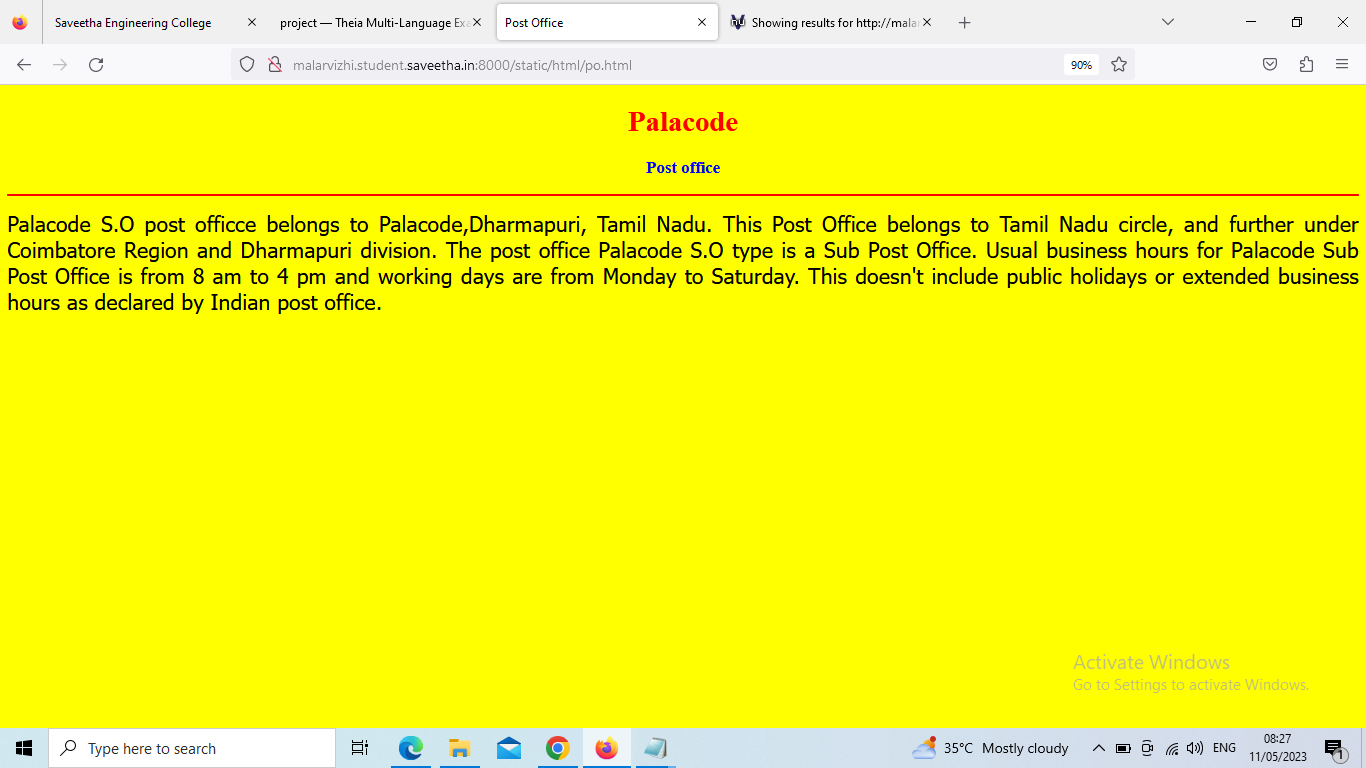 Saveetha Engineering College
project — Theia Multi-Language Exa
Post Office
Showing results for http://mala
malarvizhi.student.saveetha.in:8000/static/html/po.html
90%
Palacode
Post office
Palacode S.O post officce belongs to Palacode,Dharmapuri, Tamil Nadu. This Post Office belongs to Tamil Nadu circle, and further under
Coimbatore Region and Dharmapuri division. The post office Palacode S.O type is a Sub Post Office. Usual business hours for Palacode Sub
Post Office is from 8 am to 4 pm and working days are from Monday to Saturday. This doesn't include public holidays or extended business
hours as declared by Indian post office.
Activate Windows
Go to Settings to activate Windows.
Type here to search
35°C Mostly cloudy
ENG
08:27
11/05/2023
1